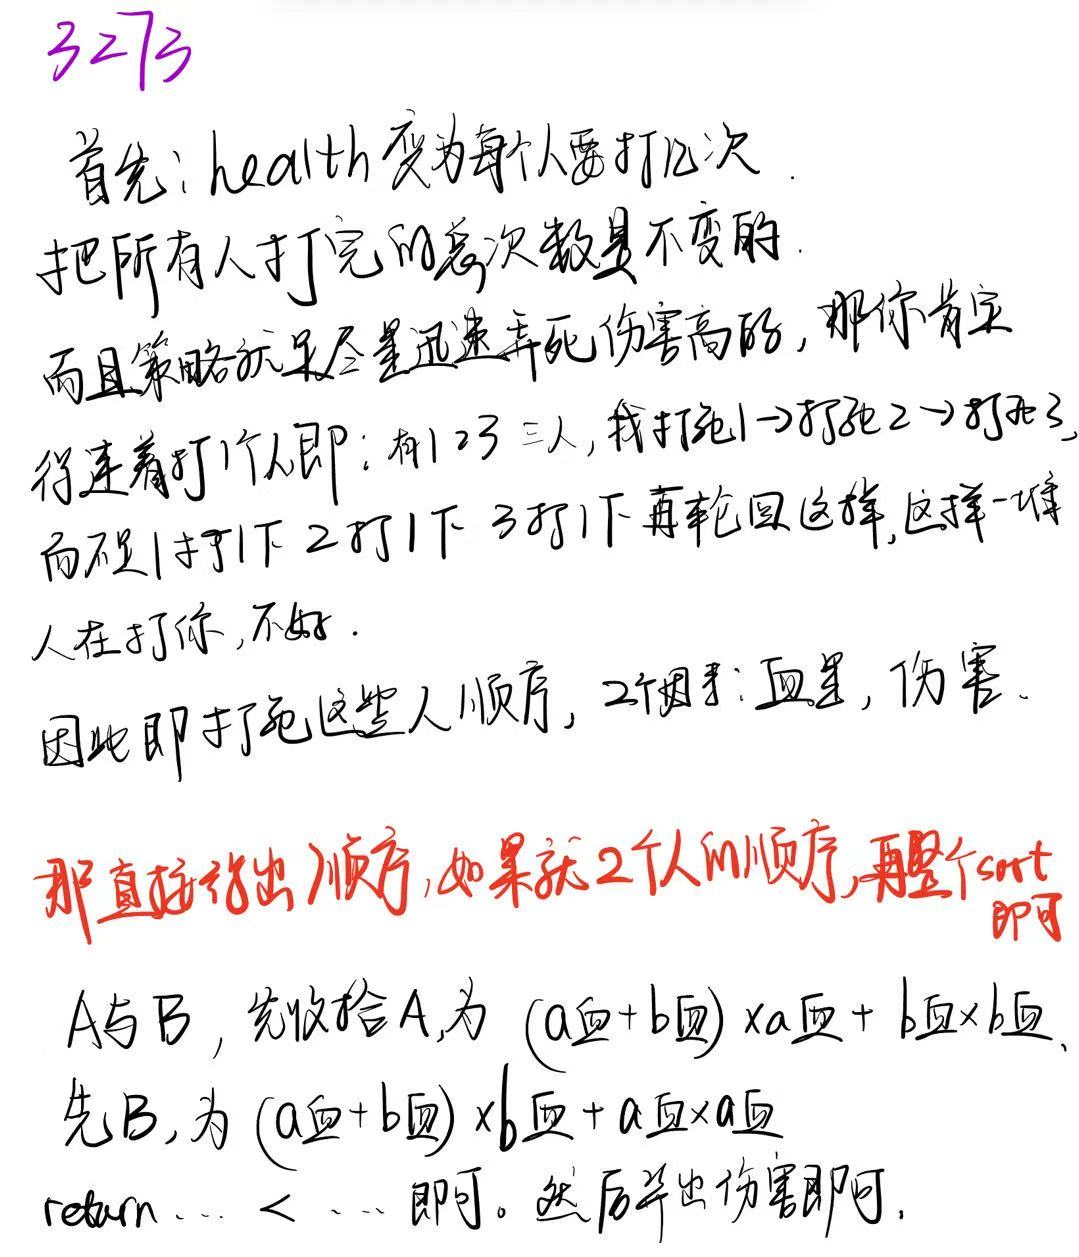 3273
首先：health变为每个人要打几次.
把所有人打完的总次数是不变的.
而且策略就是尽量迅速弄死伤害高的，那你肯定
得连着打1个人即：有123三人，我打死1→打死2→打死3，
而不是1打1下 2打1下 3打1下再轮回这样，这样一堆
人在打你，不好.
因此即打死这些人顺序，2个因素：血量，伤害.
那直接给出顺序，如果就2个人的顺序，再整个sort
即可
A与B，先收拾A，为 (a血+b血)×a血+b血×b血、
先B，为(a血+b血)×b血+a血×a血
return ... < ... 即可。然后算出伤害即可.